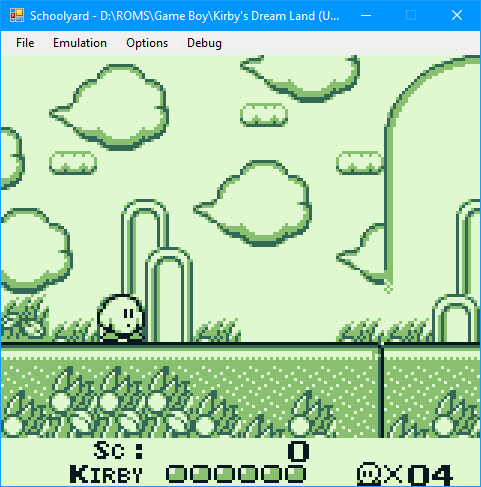 Schoolyard - D:\ROMS\Game Boy\Kirby's Dream Land (U...
File Emulation Options Debug
Sc: 0
KIRBY ×04